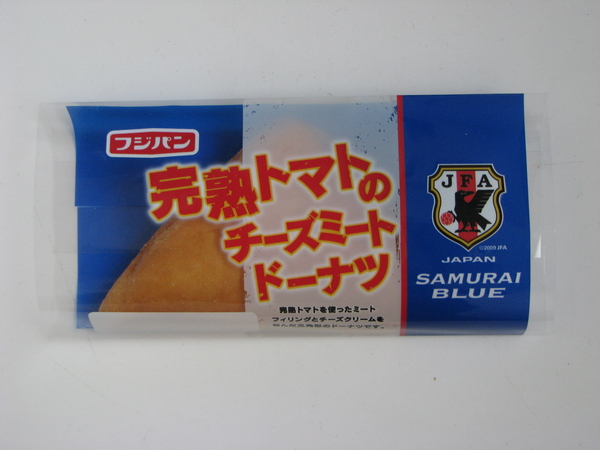 フジパン
完熟トマトの
チーズミート
ドーナツ
完熟トマトを使ったミート
フィリングとチーズクリームを
JFA
©2009 JFA
JAPAN
SAMURAI
BLUE